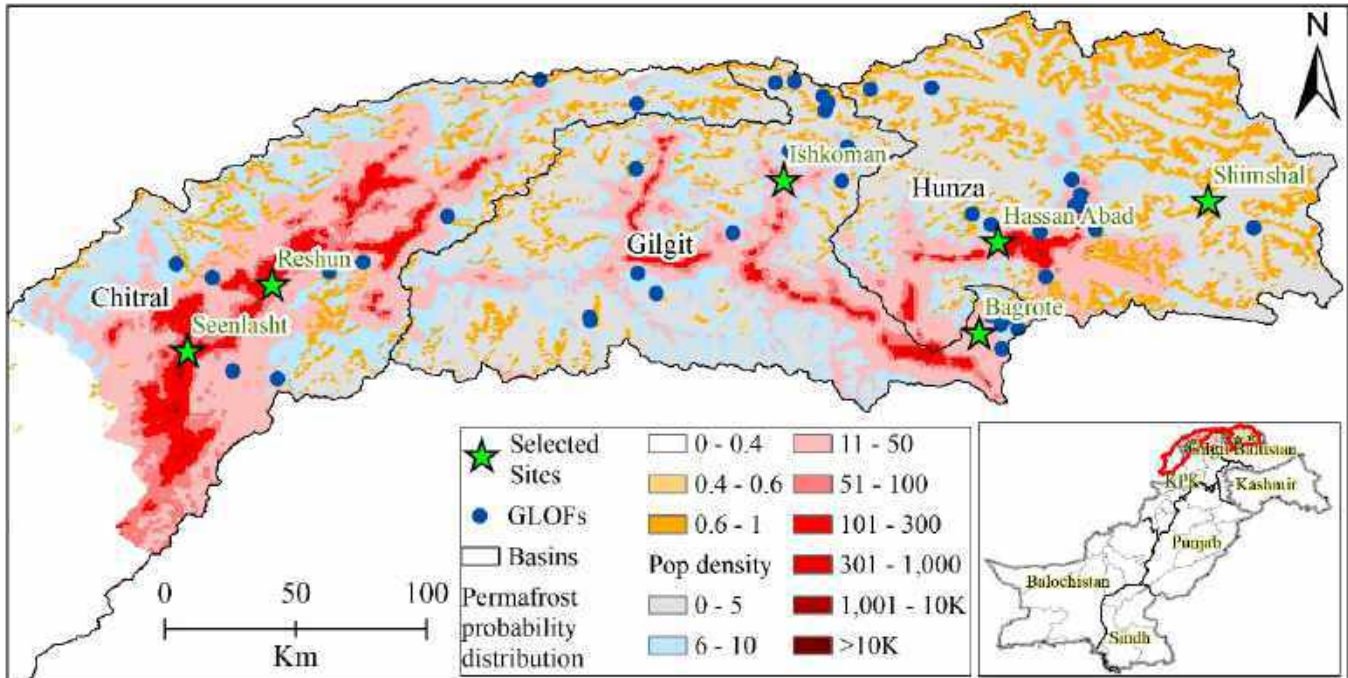 N
Ishkoman
Shimshal
Hunza
Hassan Abad
Gilgit
Reshun
Chitral
Bagrote
Seenlasht
Selected
Sites
GLOFs
Basins
Permafrost
probability
distribution
0 - 0.4
0.4 - 0.6
0.6 - 1
Pop density
0 - 5
6 - 10
11 - 50
51 - 100
101 - 300
301 - 1,000
1,001 - 10K
>10K
0 50 100
Km
Gilgit Baltistan
KPK
Kashmir
Punjab
Balochistan
Sindh